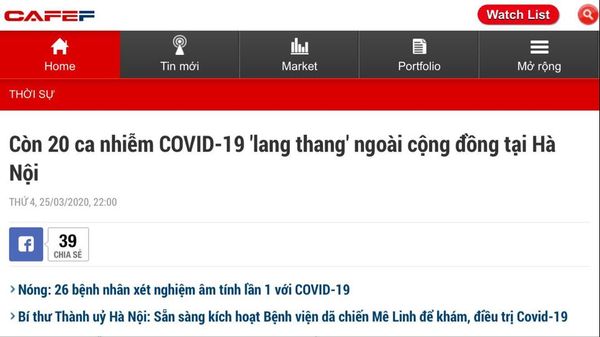 CAFEF
Watch List
Home
Tin mới
Market
Portfolio
Mở rộng
THỜI SỰ
Còn 20 ca nhiễm COVID-19 'lang thang' ngoài cộng đồng tại Hà
Nội
THỨ 4, 25/03/2020, 22:00
39
CHIA SẺ
Nóng: 26 bệnh nhân xét nghiệm âm tính lần 1 với COVID-19
Bí thư Thành uỷ Hà Nội: Sẵn sàng kích hoạt Bệnh viện dã chiến Mê Linh để khám, điều trị Covid-19